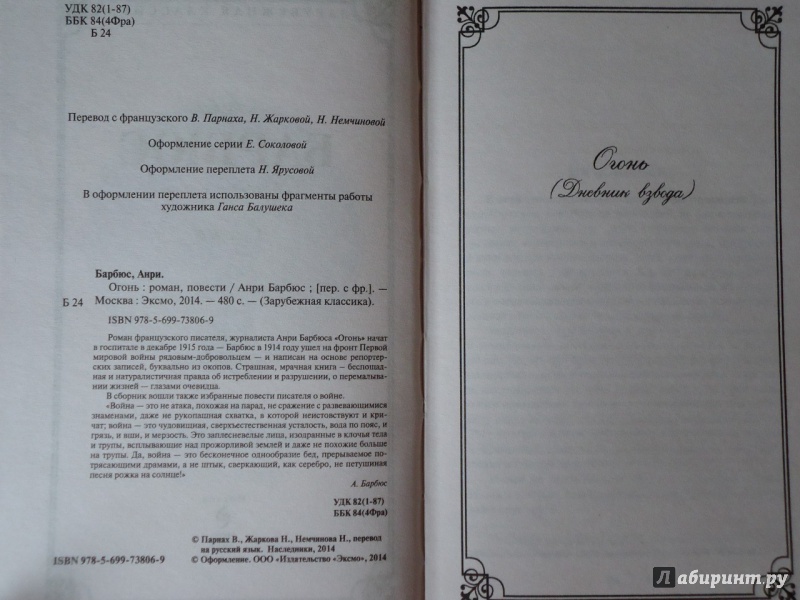 УДК 82(1-87)
ББК 84(4Фра)
Б 24
Перевод с французского В. Парнаха, Н. Жарковой, Н. Немчиновой
Оформление серии Е. Соколовой
Оформление переплета Н. Ярусовой
В оформлении переплета использованы фрагменты работы
художника Ганса Балушека
Барбюс, Анри.
Б 24 Огонь : роман, повести / Анри Барбюс ; [пер. с фр.]. —
Москва : Эксмо, 2014. — 480 с. — (Зарубежная классика).
ISBN 978-5-699-73806-9
Роман французского писателя, журналиста Анри Барбюса «Огонь» начат
в госпитале в декабре 1915 года — Барбюс в 1914 году ушел на фронт Первой
мировой войны рядовым-добровольцем — и написан на основе репортер-
ских записей, буквально из окопов. Страшная, мрачная книга — беспощад-
ная и натуралистичная правда об истреблении и разрушении, о перемалыва-
нии жизней — глазами очевидца.
В сборник вошли также избранные повести писателя о войне.
«Война — это не атака, похожая на парад, не сражение с развевающимися
знаменами, даже не рукопашная схватка, в которой неистовствуют и кри-
чат; война — это чудовищная, сверхъестественная усталость, вода по пояс, и
грязь, и вши, и мерзость. Это заплесневелые лица, изодранные в клочья тела
и трупы, всплывающие над прожорливой землей и даже не похожие больше
на трупы. Да, война — это бесконечное однообразие бед, прерываемое по-
трясающими драмами, а не штык, сверкающий, как серебро, не петушиная
песня рожка на солнце!»
А. Барбюс
УДК 82(1-87)
ББК 84(4Фра)
© Парнах В., Жаркова Н., Немчинова Н., перевод
на русский язык. Наследники, 2014
ISBN 978-5-699-73806-9 © Оформление. ООО «Издательство «Эксмо», 2014
Огонь
(Дневник взвода)
Лабиринт.ру